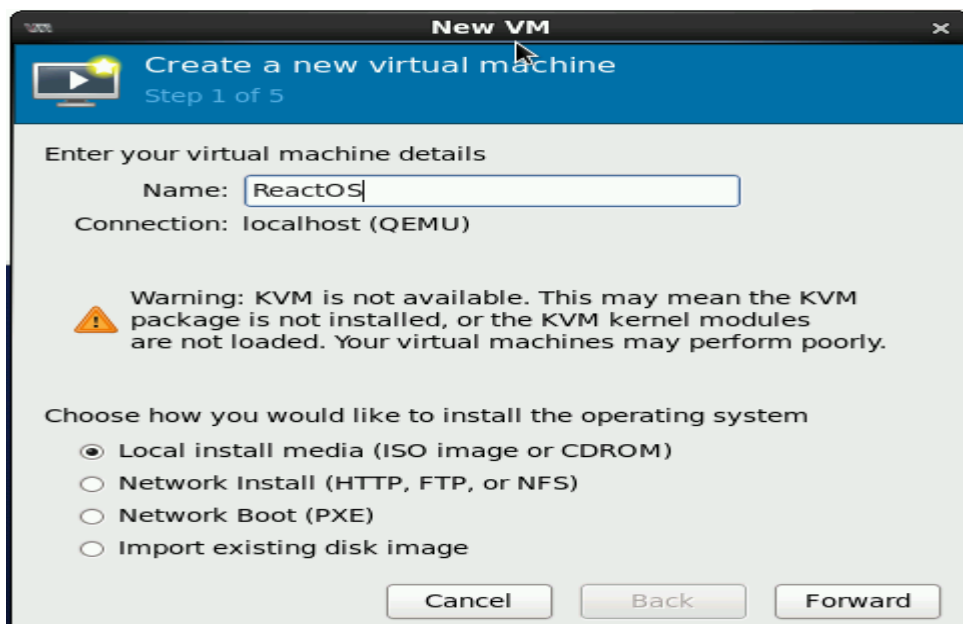 New VM
Create a new virtual machine
Step 1 of 5
Enter your virtual machine details
Name: ReactOS
Connection: localhost (QEMU)
Warning: KVM is not available. This may mean the KVM
package is not installed, or the KVM kernel modules
are not loaded. Your virtual machines may perform poorly.
Choose how you would like to install the operating system
Local install media (ISO image or CDROM)
Network Install (HTTP, FTP, or NFS)
Network Boot (PXE)
Import existing disk image
Cancel Back Forward